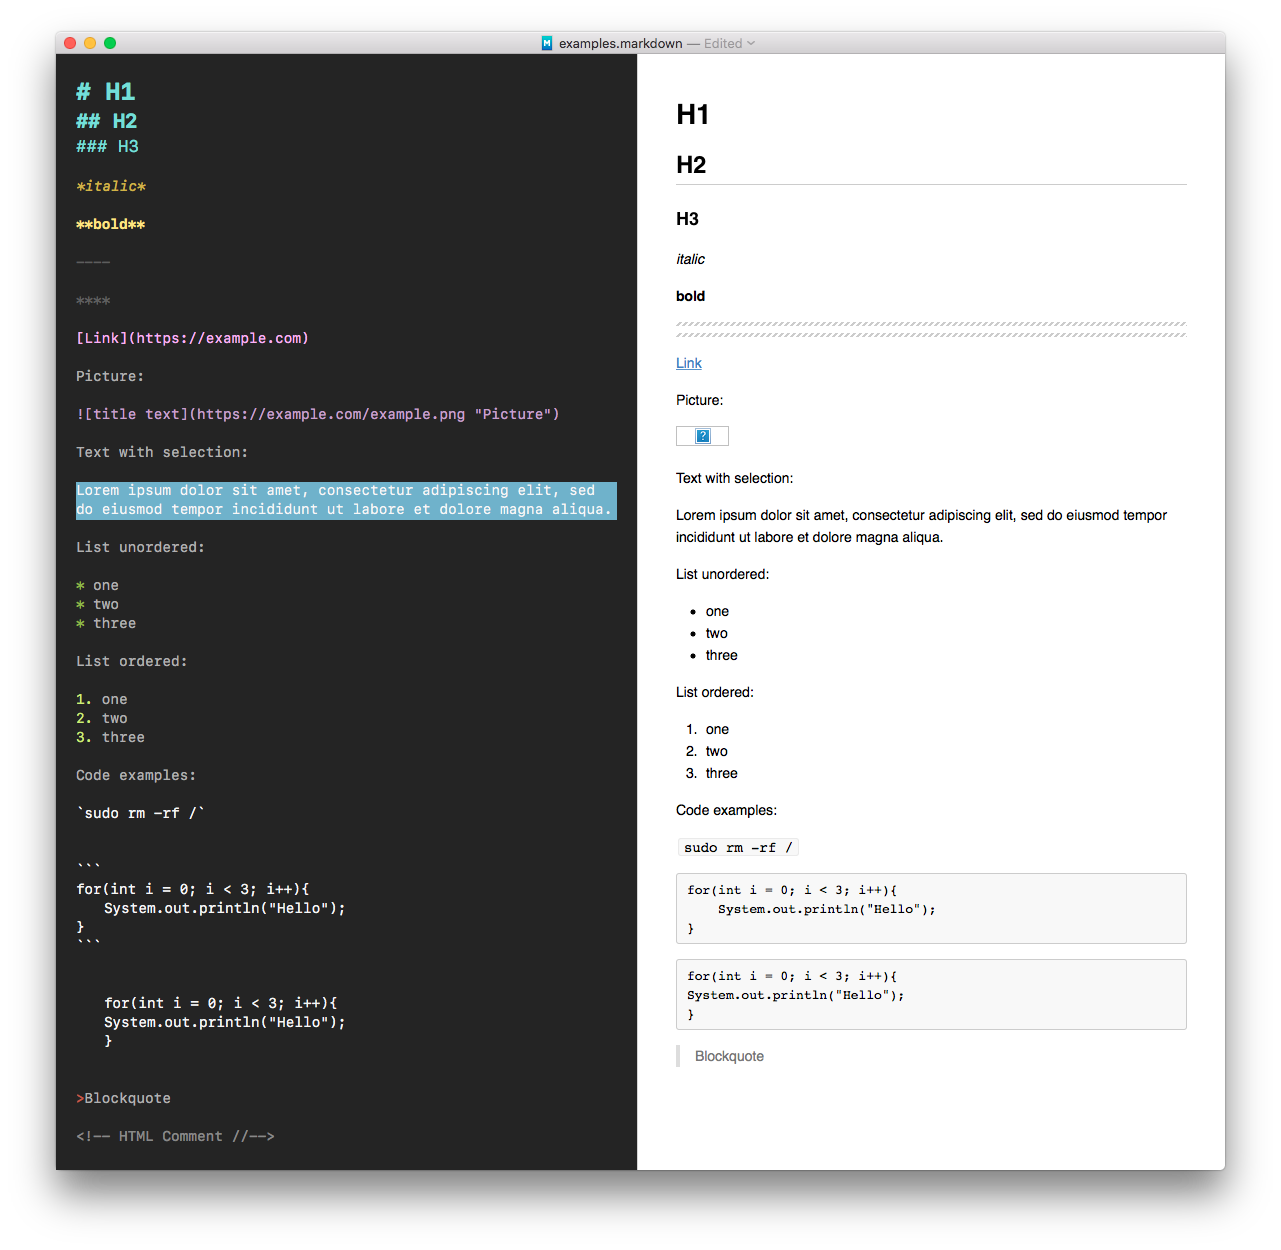 examples.markdown — Edited
# H1
## H2
### H3
*italic*
**bold**
----
****
[Link](https://example.com)
Picture:
![title text](https://example.com/example.png "Picture")
Text with selection:
Lorem ipsum dolor sit amet, consectetur adipiscing elit, sed
do eiusmod tempor incididunt ut labore et dolore magna aliqua.
List unordered:
* one
* two
* three
List ordered:
1. one
2. two
3. three
Code examples:
`sudo rm -rf /`
```
for(int i = 0; i < 3; i++){
    System.out.println("Hello");
}
```
    for(int i = 0; i < 3; i++){
    System.out.println("Hello");
    }
>Blockquote
<!-- HTML Comment //-->
H1
H2
H3
italic
bold
Link
Picture:
?
Text with selection:
Lorem ipsum dolor sit amet, consectetur adipiscing elit, sed do eiusmod tempor
incididunt ut labore et dolore magna aliqua.
List unordered:
• one
• two
• three
List ordered:
1. one
2. two
3. three
Code examples:
sudo rm -rf /
for(int i = 0; i < 3; i++){
    System.out.println("Hello");
}
for(int i = 0; i < 3; i++){
System.out.println("Hello");
}
Blockquote